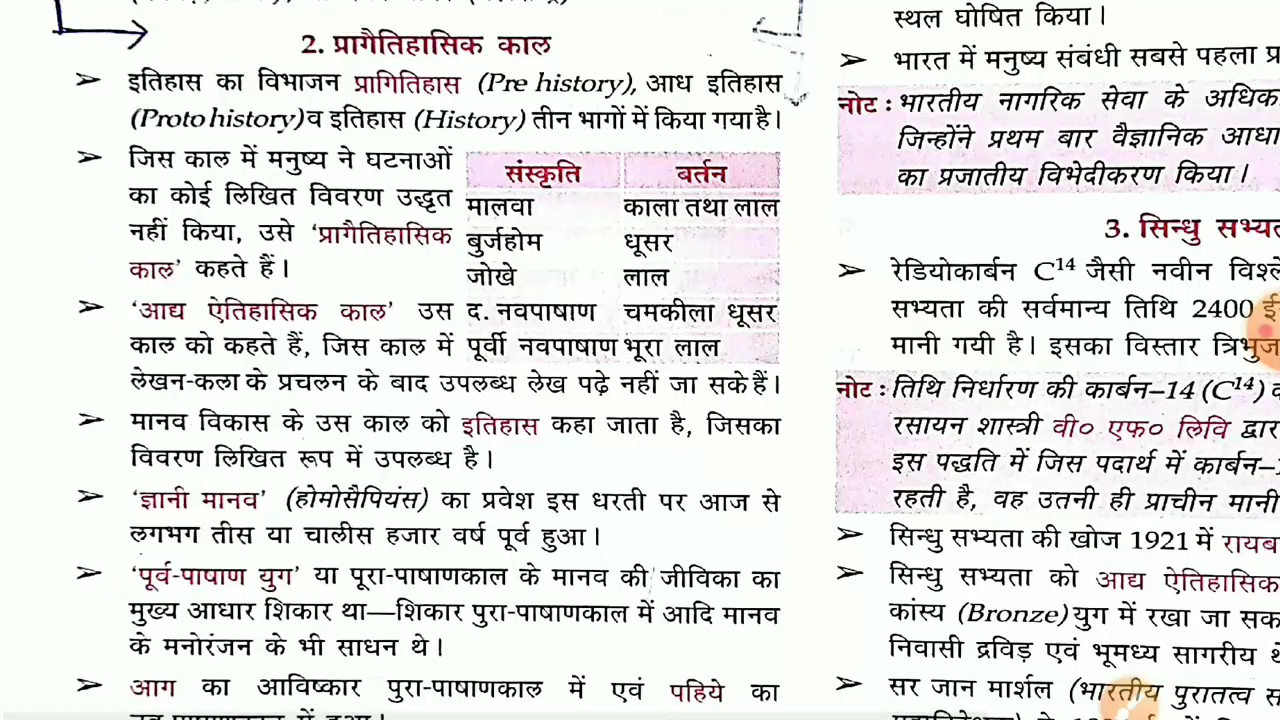 2. प्रागैतिहासिक काल
➢ इतिहास का विभाजन प्रागितिहास (Pre history), आध इतिहास
(Proto history) व इतिहास (History) तीन भागों में किया गया है।
➢ जिस काल में मनुष्य ने घटनाओं
का कोई लिखित विवरण उद्धृत
नहीं किया, उसे 'प्रागैतिहासिक
काल' कहते हैं।
संस्कृति बर्तन
मालवा काला तथा लाल
बुर्जहोम धूसर
जोखे लाल
द. नवपाषाण चमकीला धूसर
पूर्वी नवपाषाण भूरा लाल
➢ 'आद्य ऐतिहासिक काल' उस
काल को कहते हैं, जिस काल में
लेखन-कला के प्रचलन के बाद उपलब्ध लेख पढ़े नहीं जा सके हैं।
➢ मानव विकास के उस काल को इतिहास कहा जाता है, जिसका
विवरण लिखित रूप में उपलब्ध है।
➢ 'ज्ञानी मानव' (होमोसैपियंस) का प्रवेश इस धरती पर आज से
लगभग तीस या चालीस हजार वर्ष पूर्व हुआ।
➢ 'पूर्व-पाषाण युग' या पूरा-पाषाणकाल के मानव की जीविका का
मुख्य आधार शिकार था—शिकार पुरा-पाषाणकाल में आदि मानव
के मनोरंजन के भी साधन थे।
➢ आग का आविष्कार पुरा-पाषाणकाल में एवं पहिये का
स्थल घोषित किया।
➢ भारत में मनुष्य संबंधी सबसे पहला
नोट : भारतीय नागरिक सेवा के अधिक
जिन्होंने प्रथम बार वैज्ञानिक आधा
का प्रजातीय विभेदीकरण किया।
3. सिन्धु सभ्य
➢ रेडियोकार्बन C¹⁴ जैसी नवीन विश्ले
सभ्यता की सर्वमान्य तिथि 2400
मानी गयी है। इसका विस्तार त्रिभुज
नोट : तिथि निर्धारण की कार्बन–14 (C¹⁴)
रसायन शास्त्री वी० एफ० लिवि द्वार
इस पद्धति में जिस पदार्थ में कार्बन–
रहती है, वह उतनी ही प्राचीन मानी
➢ सिन्धु सभ्यता की खोज 1921 में रायब
➢ सिन्धु सभ्यता को आद्य ऐतिहासिक
कांस्य (Bronze) युग में रखा जा सक
निवासी द्रविड़ एवं भूमध्य सागरीय
➢ सर जान मार्शल (भारतीय पुरातत्व